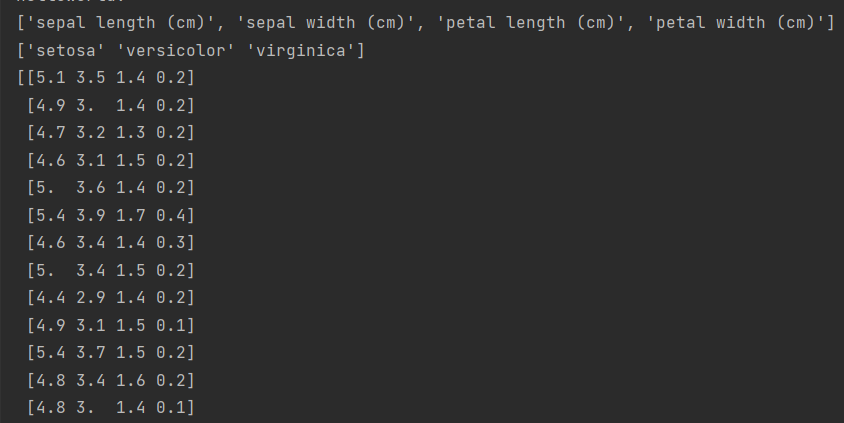 ['sepal length (cm)', 'sepal width (cm)', 'petal length (cm)', 'petal width (cm)']
['setosa' 'versicolor' 'virginica']
[[5.1 3.5 1.4 0.2]
 [4.9 3.  1.4 0.2]
 [4.7 3.2 1.3 0.2]
 [4.6 3.1 1.5 0.2]
 [5.  3.6 1.4 0.2]
 [5.4 3.9 1.7 0.4]
 [4.6 3.4 1.4 0.3]
 [5.  3.4 1.5 0.2]
 [4.4 2.9 1.4 0.2]
 [4.9 3.1 1.5 0.1]
 [5.4 3.7 1.5 0.2]
 [4.8 3.4 1.6 0.2]
 [4.8 3.  1.4 0.1]